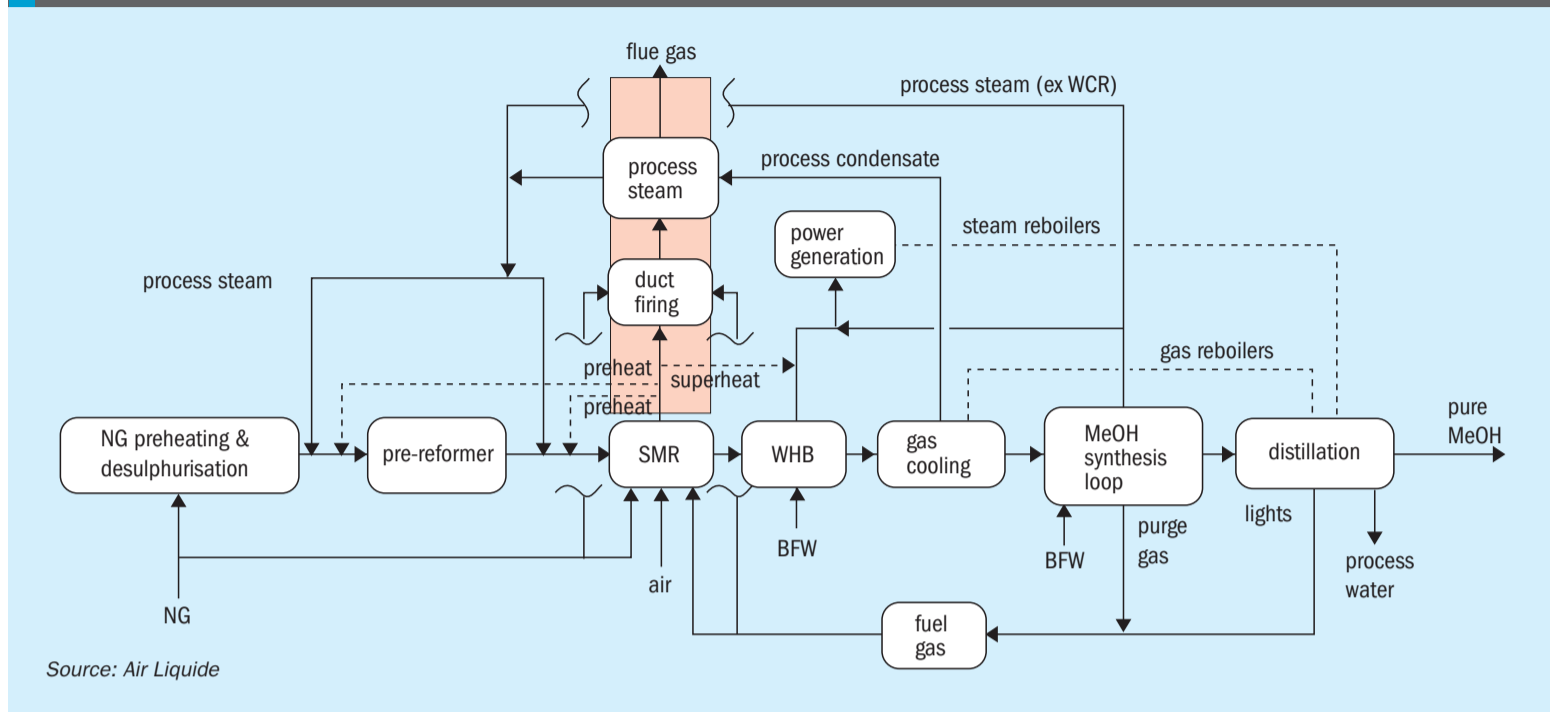 flue gas
process steam (ex WCR)
process
steam
process condensate
power
generation
steam reboilers
process steam
duct
firing
preheat
superheat
preheat
gas reboilers
NG preheating &
desulphurisation
pre-reformer
SMR
WHB
gas
cooling
MeOH
synthesis
loop
distillation
pure
MeOH
NG
air
BFW
BFW
purge
gas
lights
process
water
fuel
gas
Source: Air Liquide